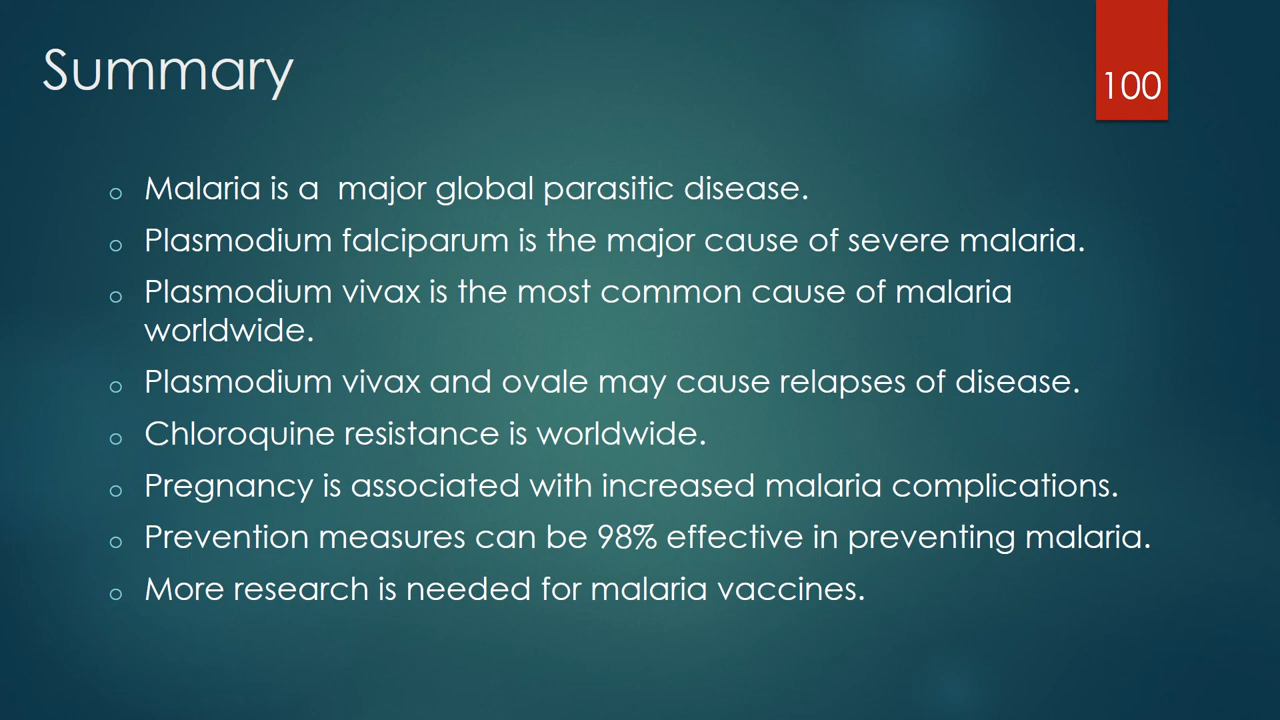 Summary
100
o Malaria is a  major global parasitic disease.
o Plasmodium falciparum is the major cause of severe malaria.
o Plasmodium vivax is the most common cause of malaria
worldwide.
o Plasmodium vivax and ovale may cause relapses of disease.
o Chloroquine resistance is worldwide.
o Pregnancy is associated with increased malaria complications.
o Prevention measures can be 98% effective in preventing malaria.
o More research is needed for malaria vaccines.